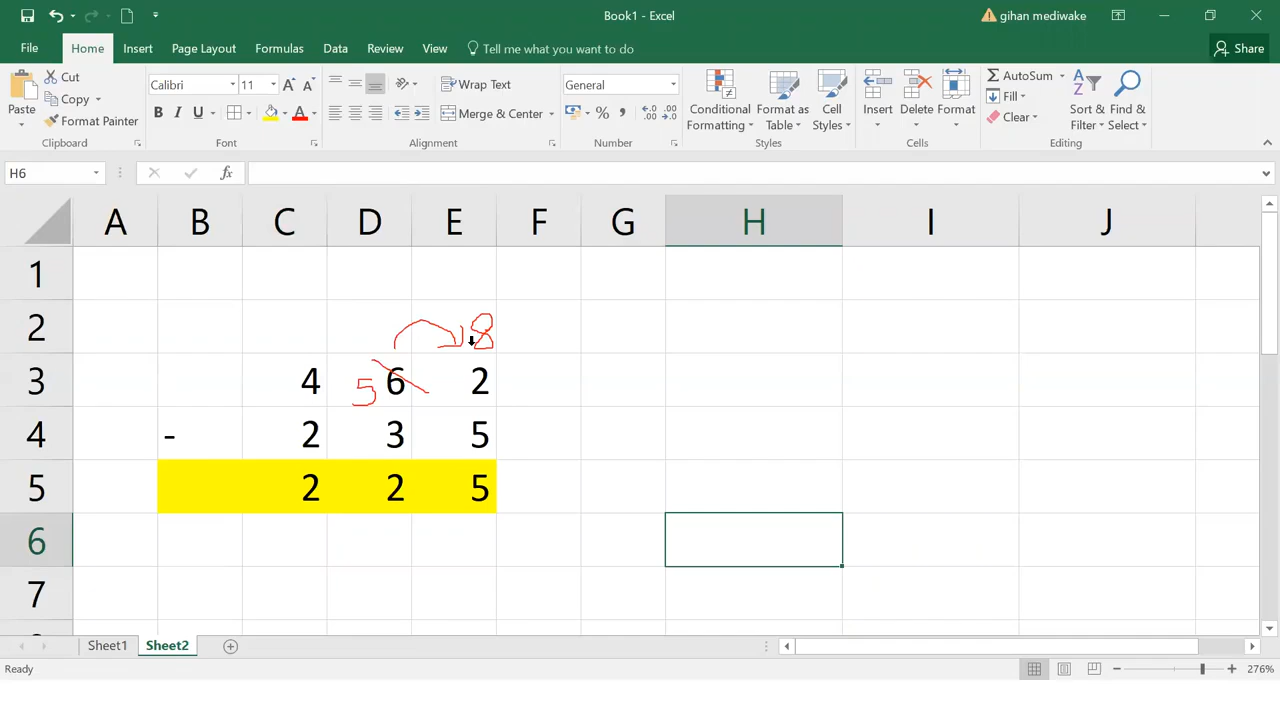 Book1 - Excel
gihan mediwake
File Home Insert Page Layout Formulas Data Review View Tell me what you want to do
Share
Paste
Cut
Copy
Format Painter
Clipboard
Calibri 11
B I U
Font
Wrap Text
Merge & Center
Alignment
General
% ,
Number
Conditional Formatting
Format as Table
Cell Styles
Styles
Insert Delete Format
Cells
AutoSum
Fill
Clear
Sort & Filter
Find & Select
Editing
H6
fx
A B C D E F G H I J
1
2 8
3 4 5 6 2
4 - 2 3 5
5 2 2 5
6
7
Sheet1 Sheet2
Ready
276%